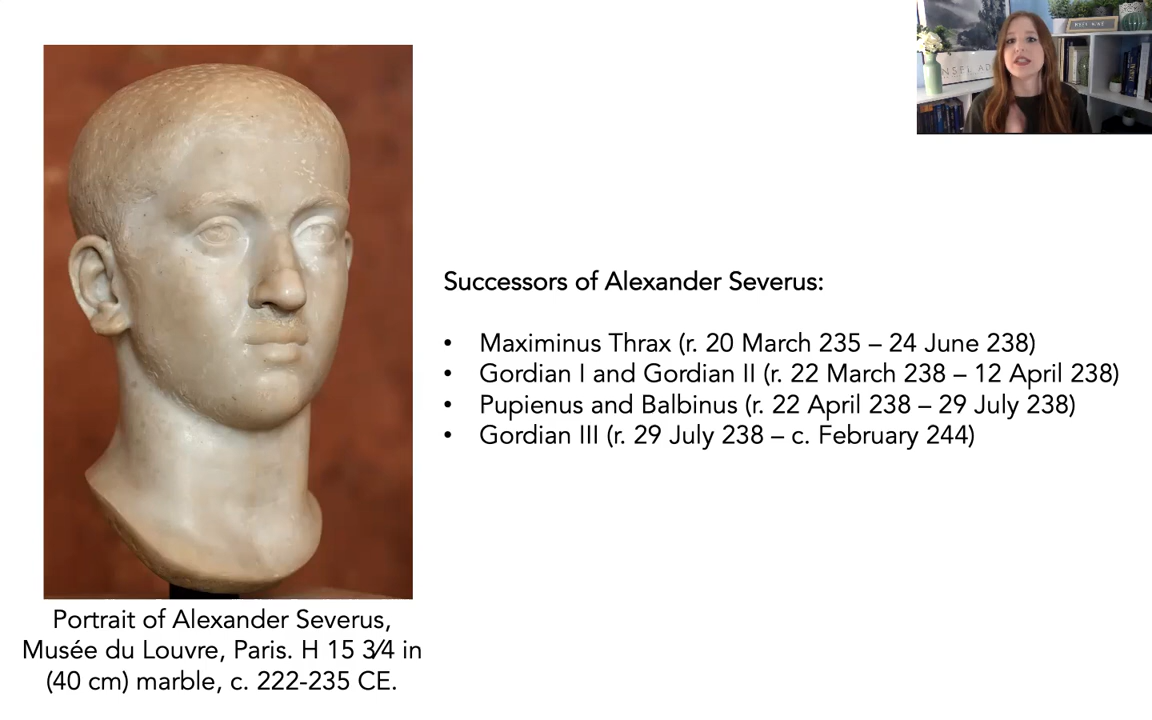 NSEL AD
Successors of Alexander Severus:
• Maximinus Thrax (r. 20 March 235 – 24 June 238)
• Gordian I and Gordian II (r. 22 March 238 – 12 April 238)
• Pupienus and Balbinus (r. 22 April 238 – 29 July 238)
• Gordian III (r. 29 July 238 – c. February 244)
Portrait of Alexander Severus,
Musée du Louvre, Paris. H 15 3⁄4 in
(40 cm) marble, c. 222-235 CE.